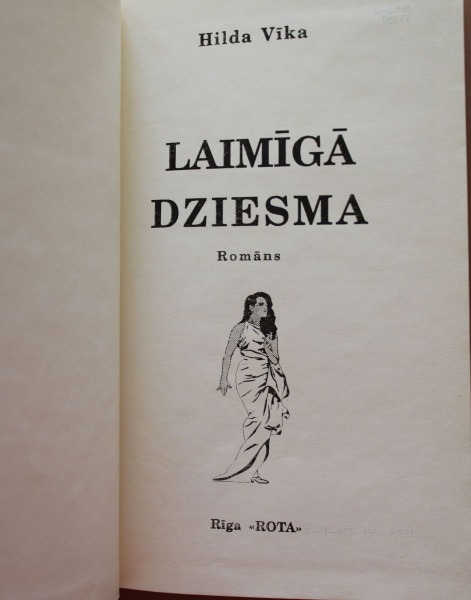 Hilda Vīka
LAIMĪGĀ
DZIESMA
Romāns
Rīga «ROTA»